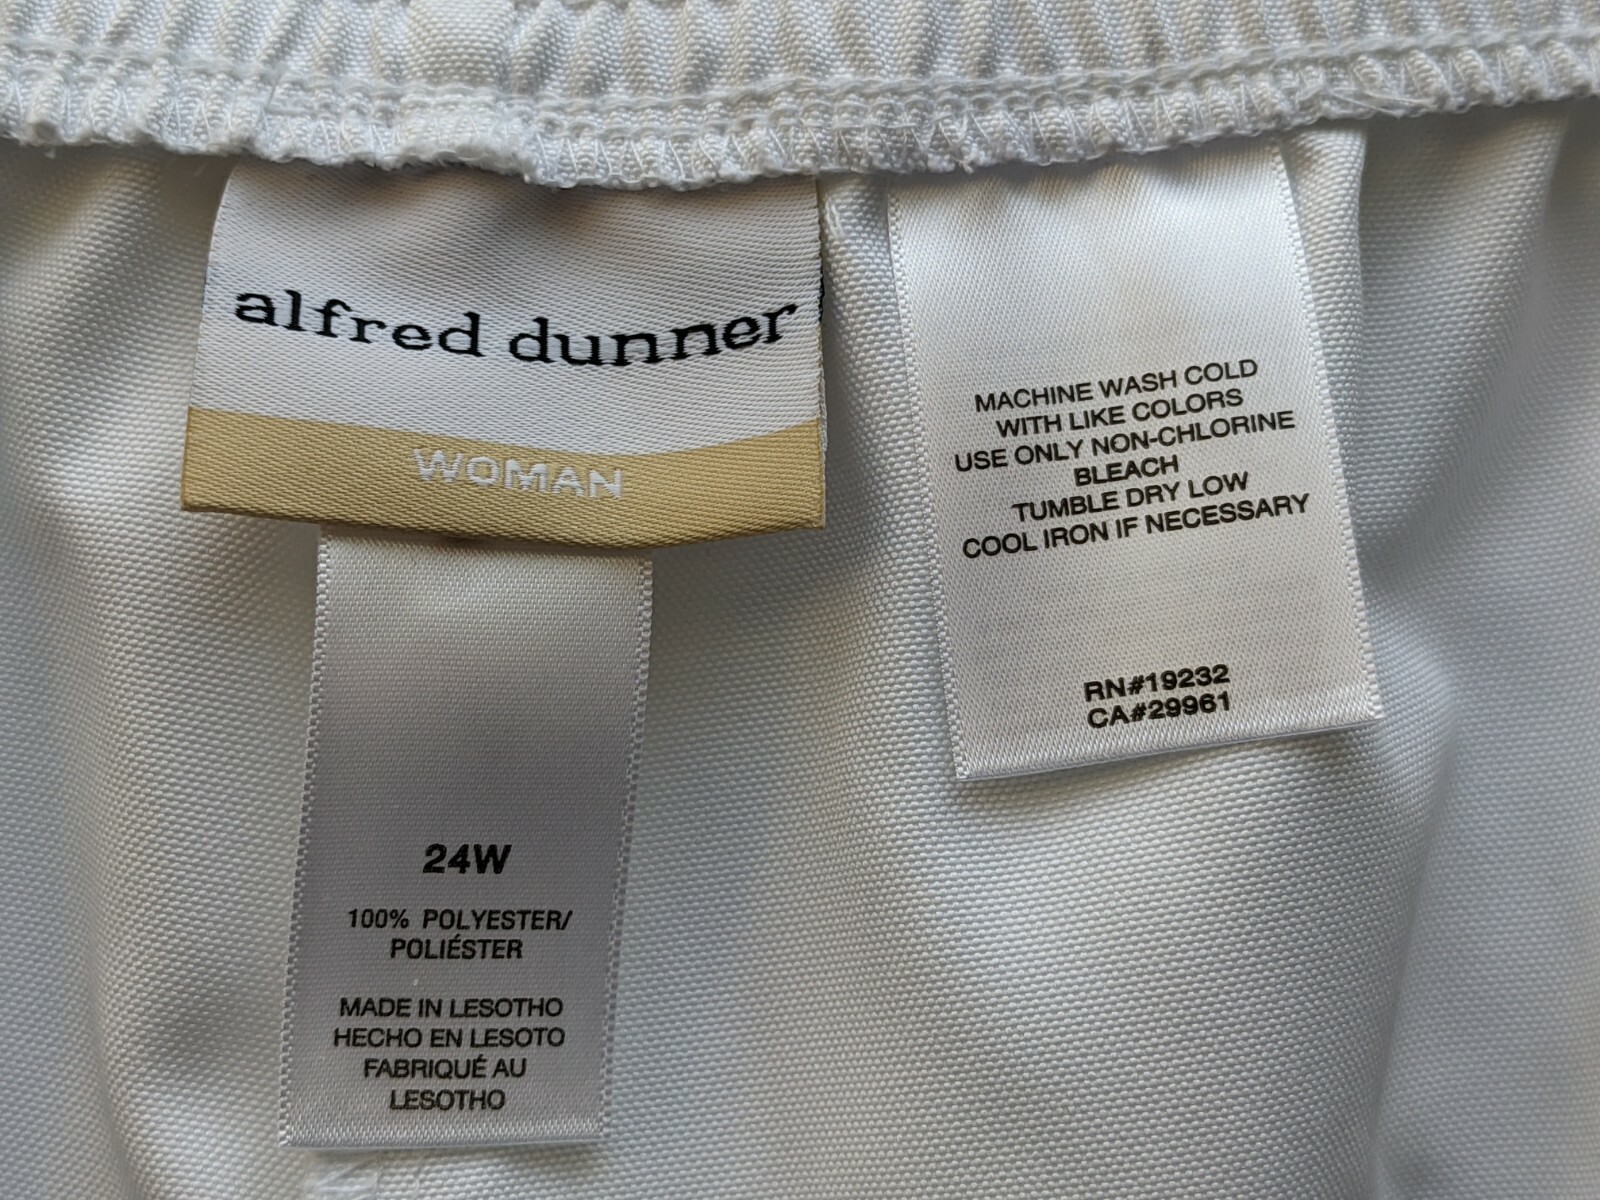 alfred dunner
WOMAN
24W
100% POLYESTER/
POLIÉSTER
MADE IN LESOTHO
HECHO EN LESOTO
FABRIQUÉ AU
LESOTHO
MACHINE WASH COLD
WITH LIKE COLORS
USE ONLY NON-CHLORINE
BLEACH
TUMBLE DRY LOW
COOL IRON IF NECESSARY
RN#19232
CA#29961